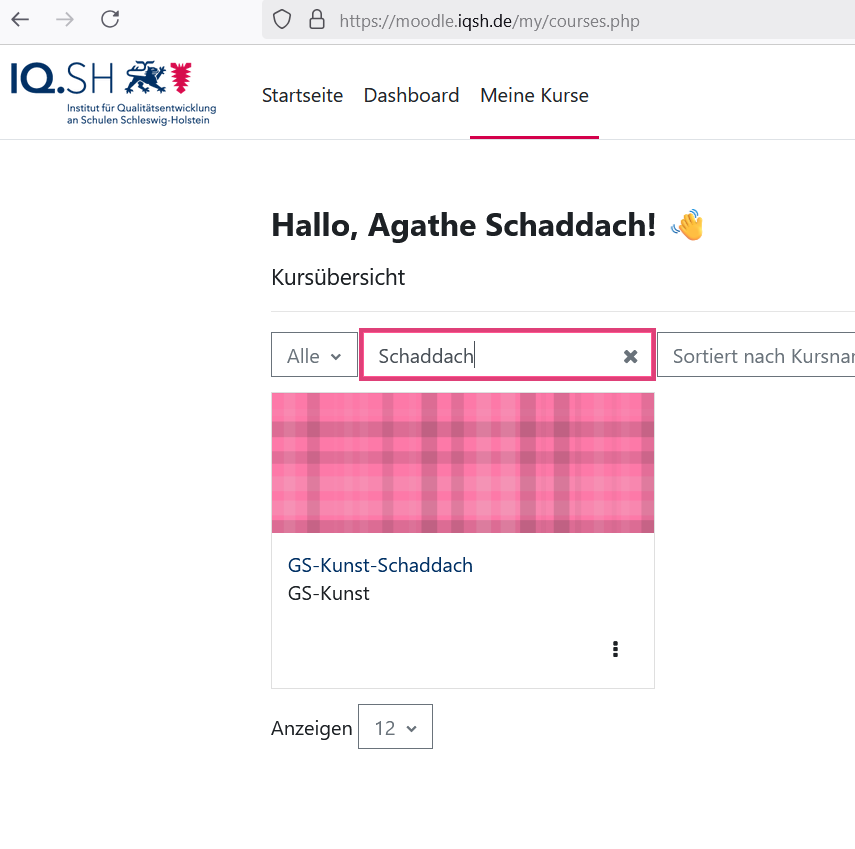 https://moodle.iqsh.de/my/courses.php
IQ.SH
Institut für Qualitätsentwicklung
an Schulen Schleswig-Holstein
Startseite Dashboard Meine Kurse
Hallo, Agathe Schaddach! 👋
Kursübersicht
Alle Schaddach Sortiert nach Kursnar
GS-Kunst-Schaddach
GS-Kunst
Anzeigen 12